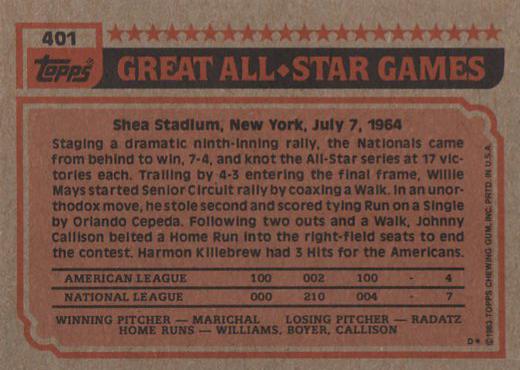 401
Topps
GREAT ALL◆STAR GAMES
Shea Stadium, New York, July 7, 1964
Staging a dramatic ninth-inning rally, the Nationals came
from behind to win, 7-4, and knot the All-Star series at 17 vic-
tories each. Trailing by 4-3 entering the final frame, Willie
Mays started Senior Circuit rally by coaxing a Walk. In an unor-
thodox move, he stole second and scored tying Run on a Single
by Orlando Cepeda. Following two outs and a Walk, Johnny
Callison belted a Home Run into the right-field seats to end
the contest. Harmon Killebrew had 3 Hits for the Americans.
AMERICAN LEAGUE 100 002 100 - 4
NATIONAL LEAGUE 000 210 004 - 7
WINNING PITCHER — MARICHAL LOSING PITCHER — RADATZ
HOME RUNS — WILLIAMS, BOYER, CALLISON
D*
©1983 TOPPS CHEWING GUM, INC. PRTD. IN U.S.A.